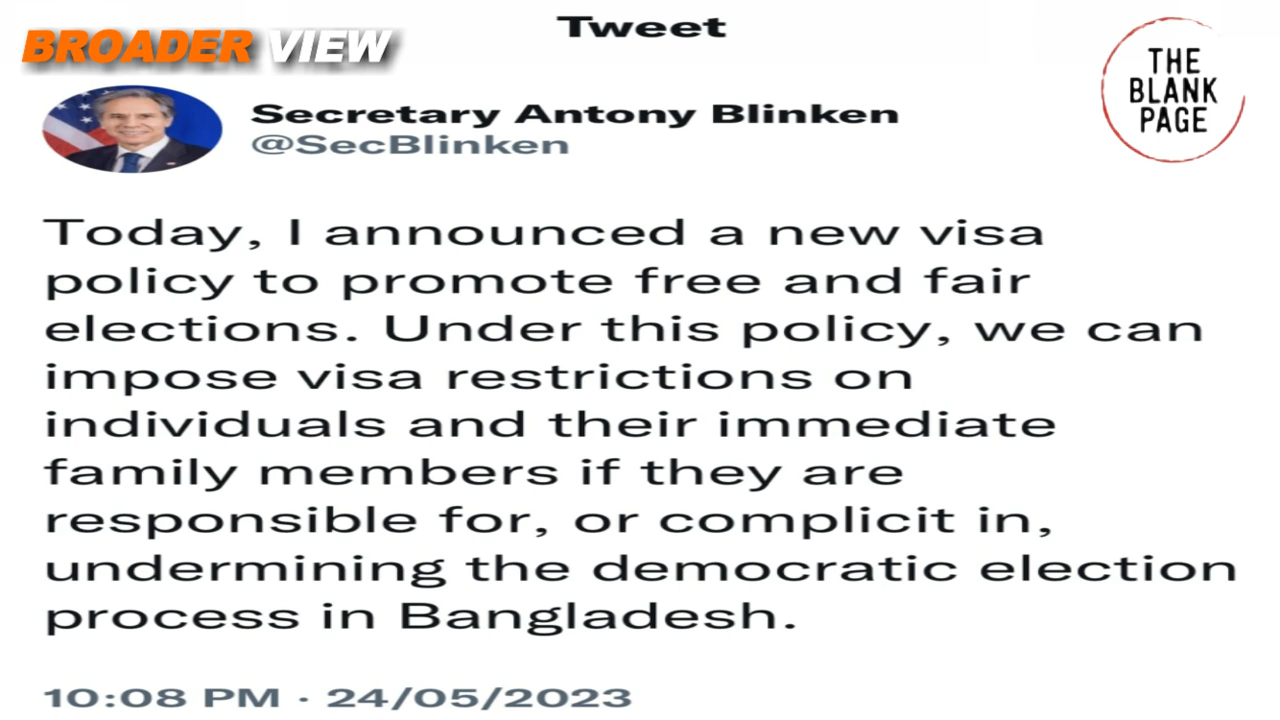 BROADER VIEW
Tweet
THE
BLANK
PAGE
Secretary Antony Blinken
@SecBlinken
Today, I announced a new visa
policy to promote free and fair
elections. Under this policy, we can
impose visa restrictions on
individuals and their immediate
family members if they are
responsible for, or complicit in,
undermining the democratic election
process in Bangladesh.
10:08 PM · 24/05/2023